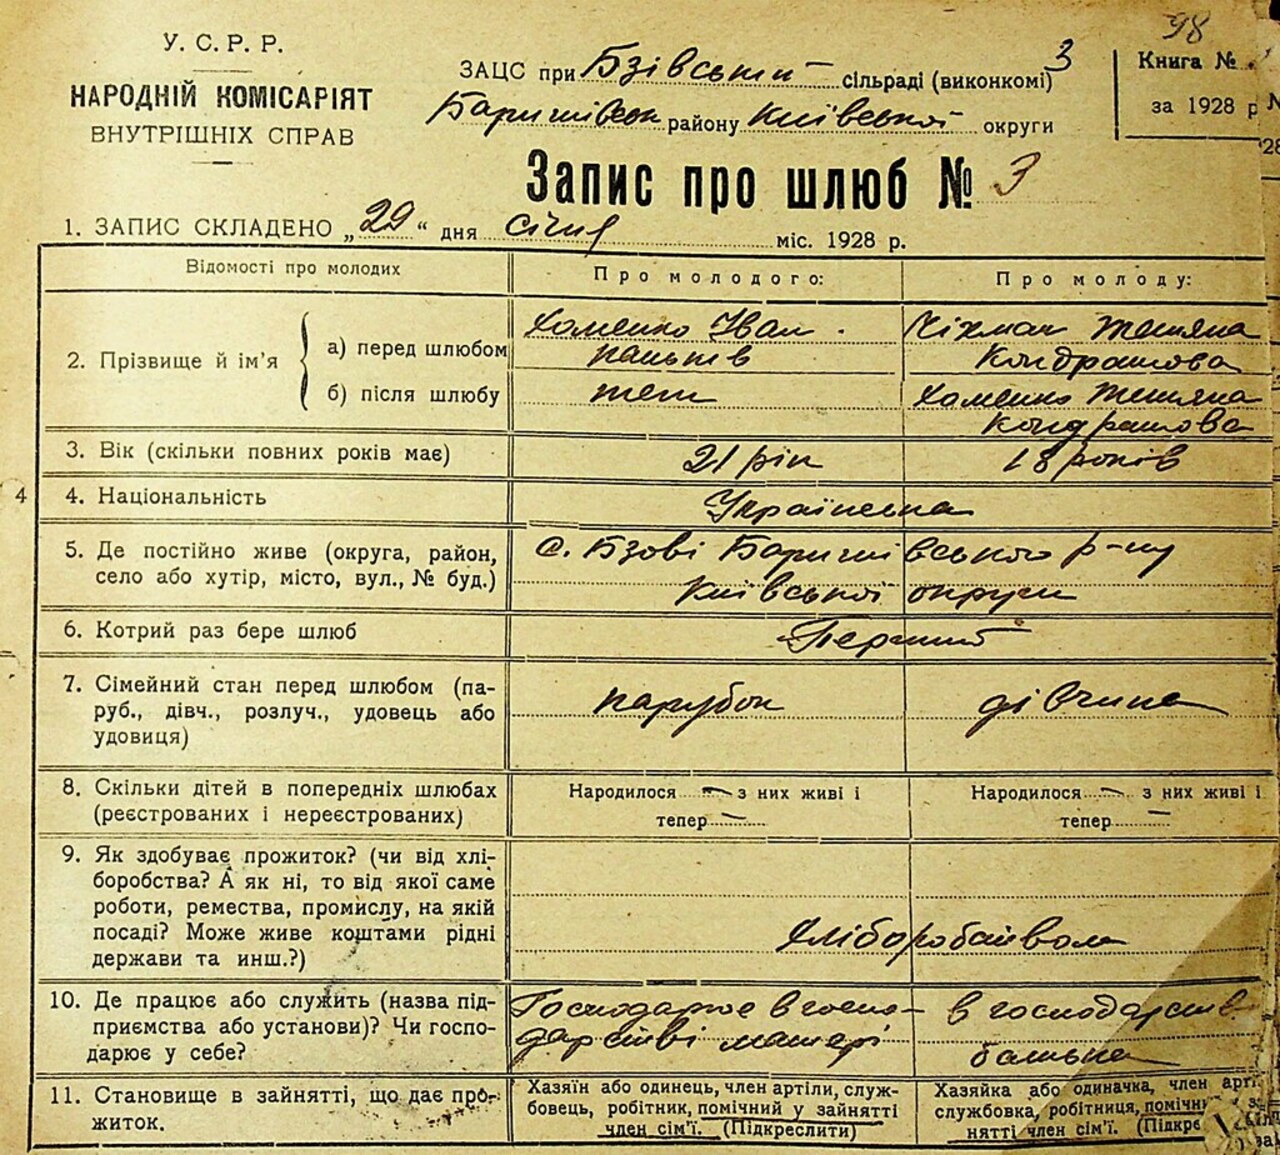 98
У. С. Р. Р.
НАРОДНІЙ КОМІСАРІЯТ
ВНУТРІШНІХ СПРАВ
ЗАЦС при Бзівській сільраді (виконкомі) 3
Баришівськ району Київської округи
Книга №
за 1928 р
Запис про шлюб № 3
1. ЗАПИС СКЛАДЕНО „29“ дня січня міс. 1928 р.
Відомості про молодих
Про молодого:
Про молоду:
2. Прізвище й ім’я
а) перед шлюбом
Хоменко Іван
Тетяна
Кондратова
б) після шлюбу
теж
Хоменко Тетяна
Кондратова
3. Вік (скільки повних років має)
21 рік
18 років
4
4. Національність
Українська
5. Де постійно живе (округа, район,
село або хутір, місто, вул., № буд.)
с. Бзові Баришівського р-ну
Київської округи
6. Котрий раз бере шлюб
Перший
7. Сімейний стан перед шлюбом (па-
руб., дівч., розлуч., удовець або
удовиця)
парубок
дівчина
8. Скільки дітей в попередніх шлюбах
(реєстрованих і нереєстрованих)
Народилося — з них живі і
тепер —
Народилося — з них живі і
тепер —
9. Як здобуває прожиток? (чи від хлі-
боробства? А як ні, то від якої саме
роботи, ремества, промислу, на якій
посаді? Може живе коштами рідні
держави та инш.?)
10. Де працює або служить (назва під-
приємства або установи)? Чи госпо-
дарює у себе?
Господарює в госпо-
дарстві матері
в господарств
батька
11. Становище в зайнятті, що дає про-
житок.
Хазяїн або одинець, член артіли, служ-
бовець, робітник, помічний у зайнятті
член сім’ї. (Підкреслити)
Хазяйка або одиначка, член арті
службовка, робітниця, помічн
нятті член сім’ї. (Підкре